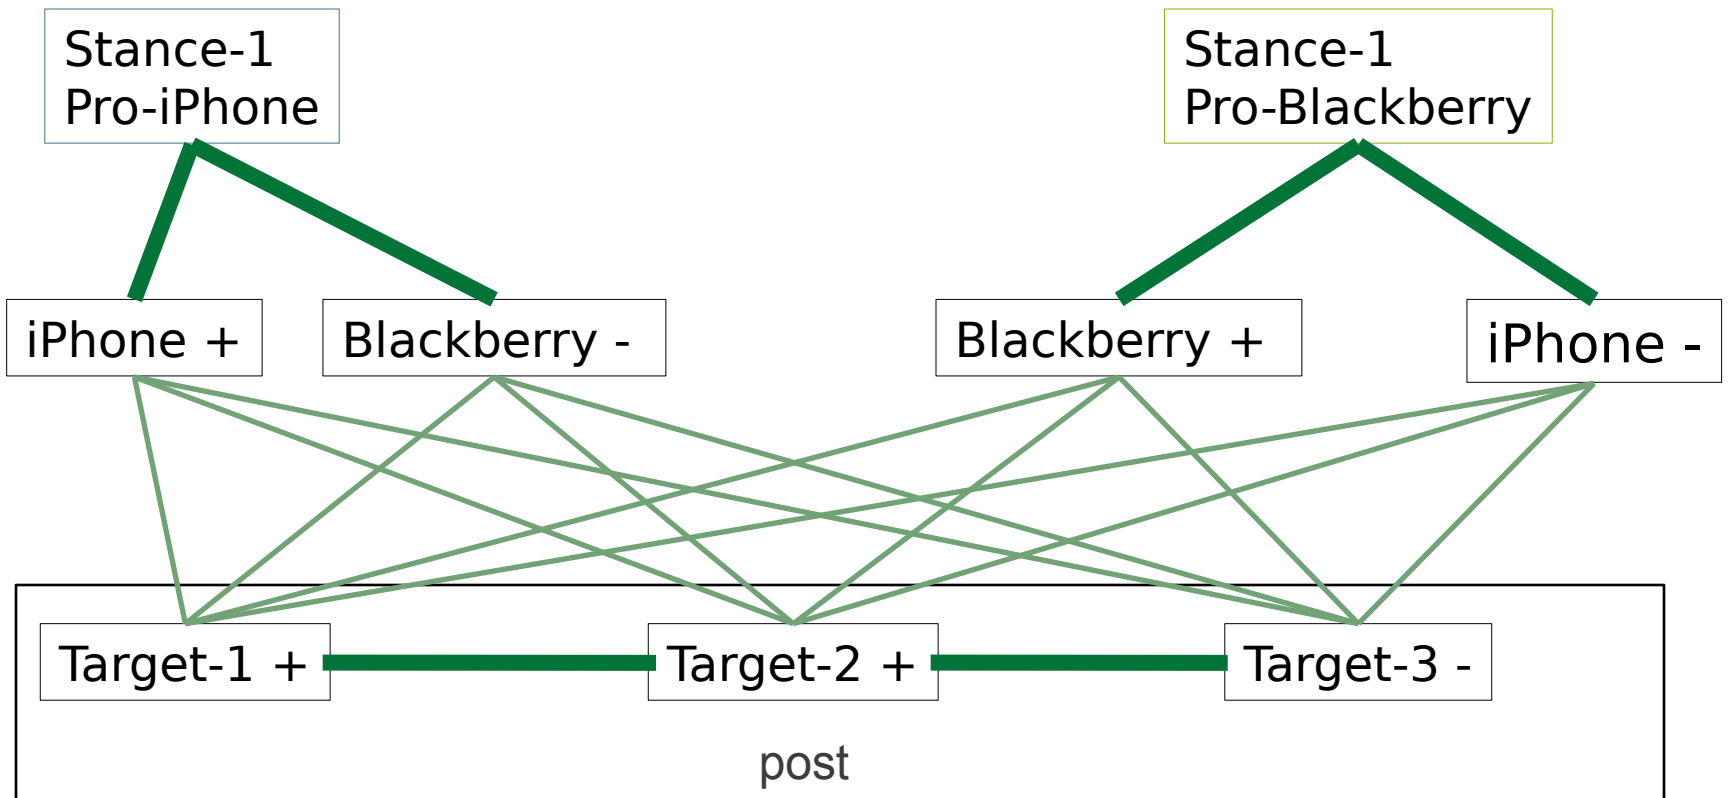 Stance-1
Pro-iPhone
Stance-1
Pro-Blackberry
iPhone +
Blackberry -
Blackberry +
iPhone -
Target-1 +
Target-2 +
Target-3 -
post